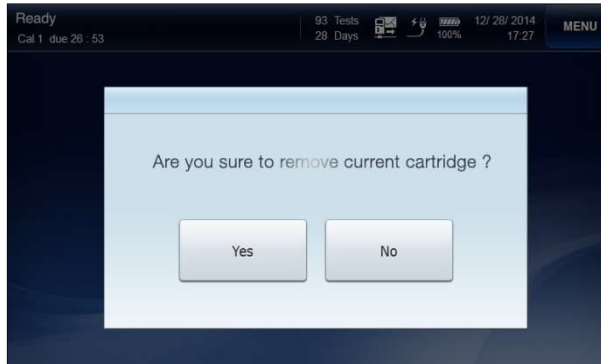 Ready
93 Tests
12/ 28/ 2014
MENU
Cal 1 due 26 : 53
28 Days
100%
17:27
Are you sure to remove current cartridge ?
Yes
No